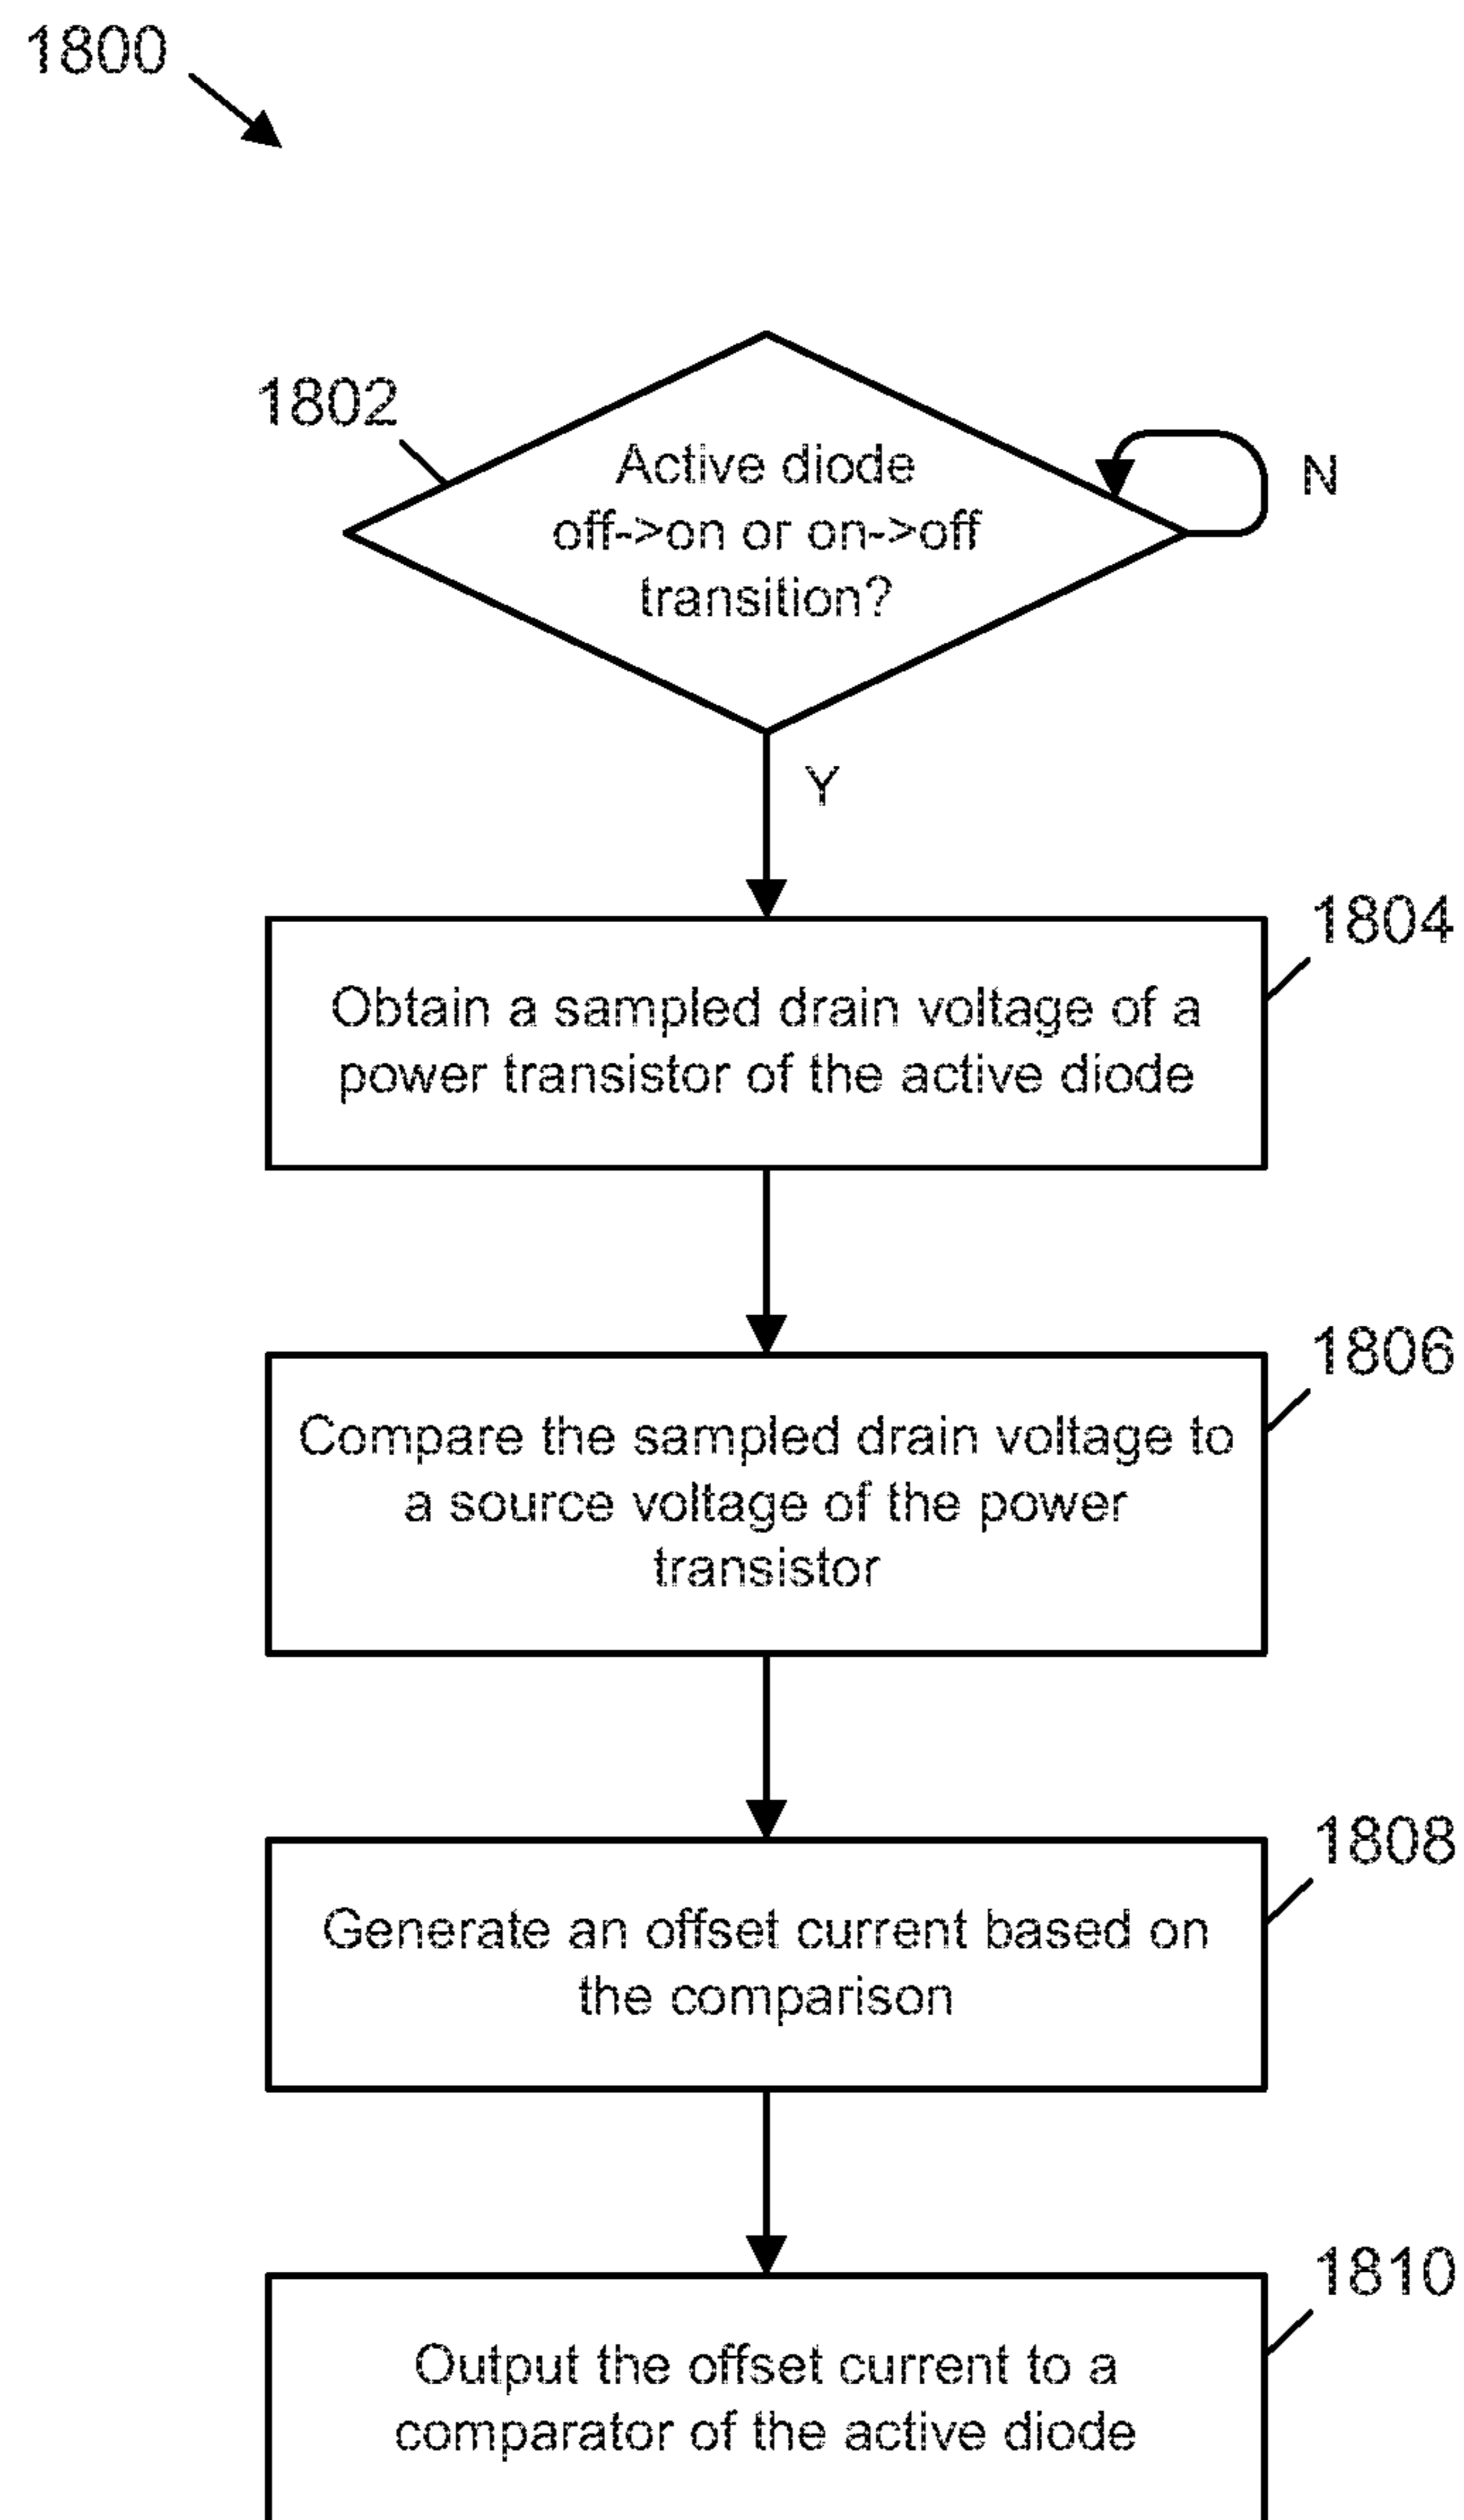 1800
1802
Active diode
off->on or on->off
transition?
N
Y
1804
Obtain a sampled drain voltage of a
power transistor of the active diode
1806
Compare the sampled drain voltage to
a source voltage of the power
transistor
1808
Generate an offset current based on
the comparison
1810
Output the offset current to a
comparator of the active diode